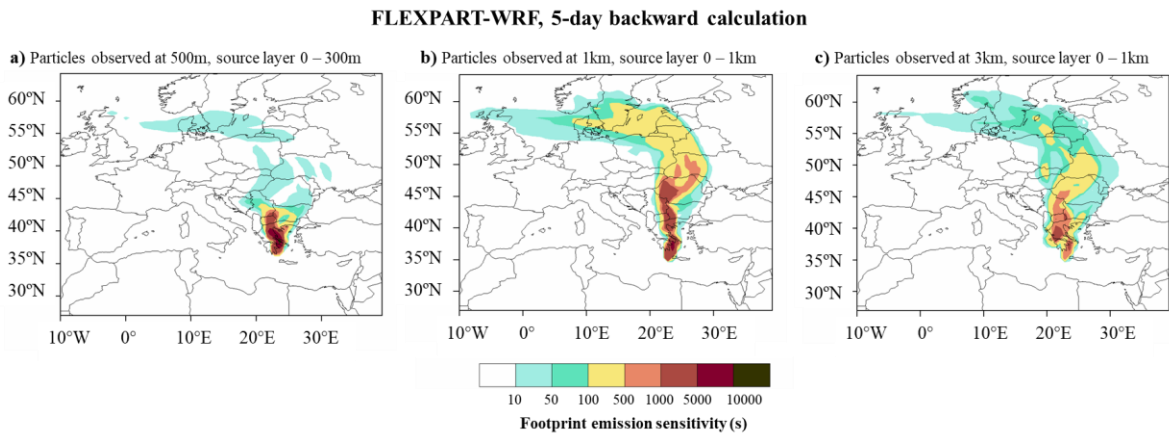 FLEXPART-WRF, 5-day backward calculation
a) Particles observed at 500m, source layer 0 – 300m
b) Particles observed at 1km, source layer 0 – 1km
c) Particles observed at 3km, source layer 0 – 1km
60ºN
55ºN
50ºN
45ºN
40ºN
35ºN
30ºN
10ºW 0º 10ºE 20ºE 30ºE
60ºN
55ºN
50ºN
45ºN
40ºN
35ºN
30ºN
10ºW 0º 10ºE 20ºE 30ºE
60ºN
55ºN
50ºN
45ºN
40ºN
35ºN
30ºN
10ºW 0º 10ºE 20ºE 30ºE
10 50 100 500 1000 5000 10000
Footprint emission sensitivity (s)